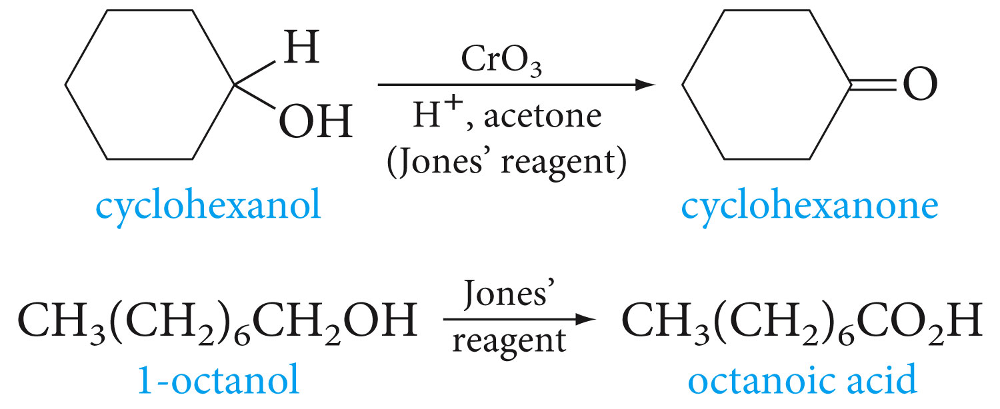 H
OH
CrO₃
H⁺, acetone
(Jones’ reagent)
O
cyclohexanol
cyclohexanone
CH₃(CH₂)₆CH₂OH
Jones’
reagent
CH₃(CH₂)₆CO₂H
1-octanol
octanoic acid